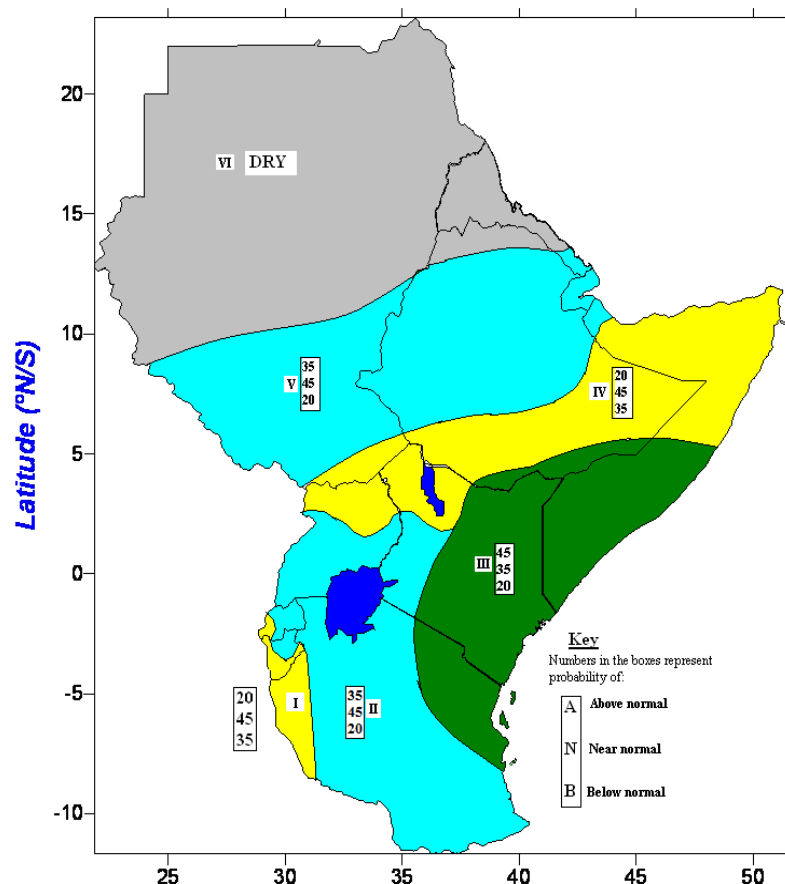 Latitude (°N/S)
20
15
10
5
0
-5
-10
25
30
35
40
45
50
VI DRY
V
35
45
20
IV
20
45
35
III
45
35
20
20
45
35
I
35
45
20
II
Key
Numbers in the boxes represent
probability of:
A Above normal
N Near normal
B Below normal